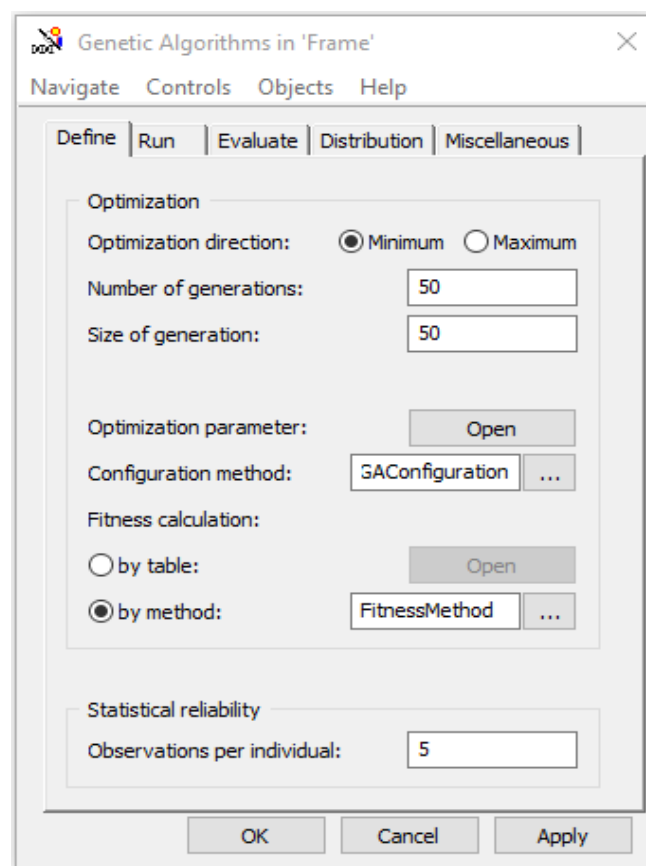 Genetic Algorithms in 'Frame'
Navigate Controls Objects Help
Define Run Evaluate Distribution Miscellaneous
Optimization
Optimization direction: Minimum Maximum
Number of generations: 50
Size of generation: 50
Optimization parameter: Open
Configuration method: GAConfiguration ...
Fitness calculation:
by table: Open
by method: FitnessMethod ...
Statistical reliability
Observations per individual: 5
OK Cancel Apply